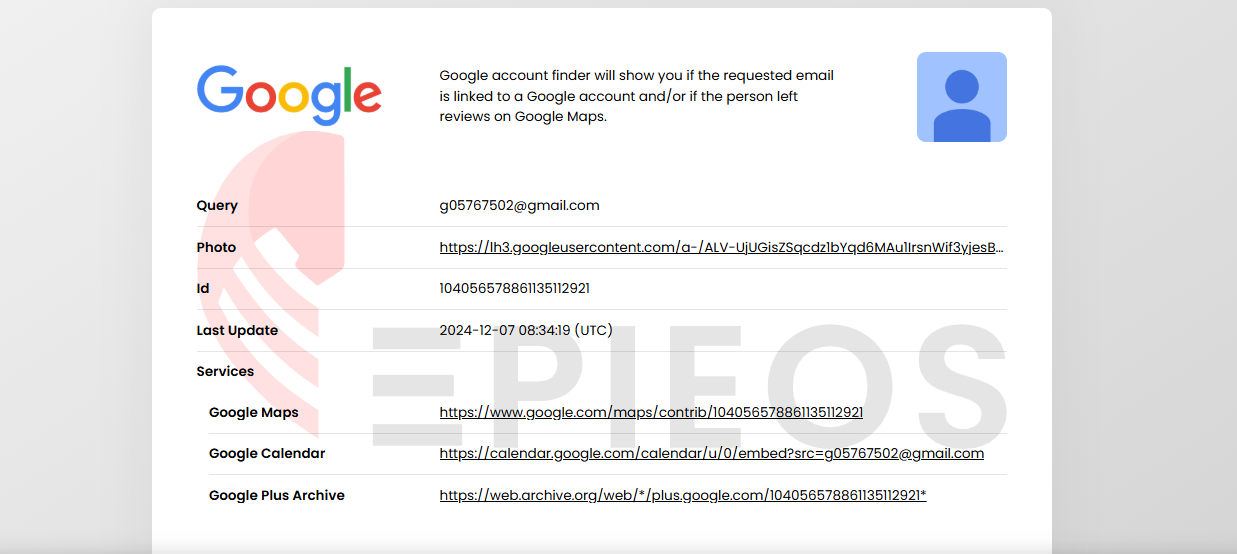 Google
Google account finder will show you if the requested email
is linked to a Google account and/or if the person left
reviews on Google Maps.
Query g05767502@gmail.com
Photo https://lh3.googleusercontent.com/a-/ALV-UjUGisZSqcdz1bYqd6MAu1IrsnWif3yjesB...
Id 104056578861135112921
Last Update 2024-12-07 08:34:19 (UTC)
Services
Google Maps https://www.google.com/maps/contrib/104056578861135112921
Google Calendar https://calendar.google.com/calendar/u/0/embed?src=g05767502@gmail.com
Google Plus Archive https://web.archive.org/web/*/plus.google.com/104056578861135112921*
EPIEOS